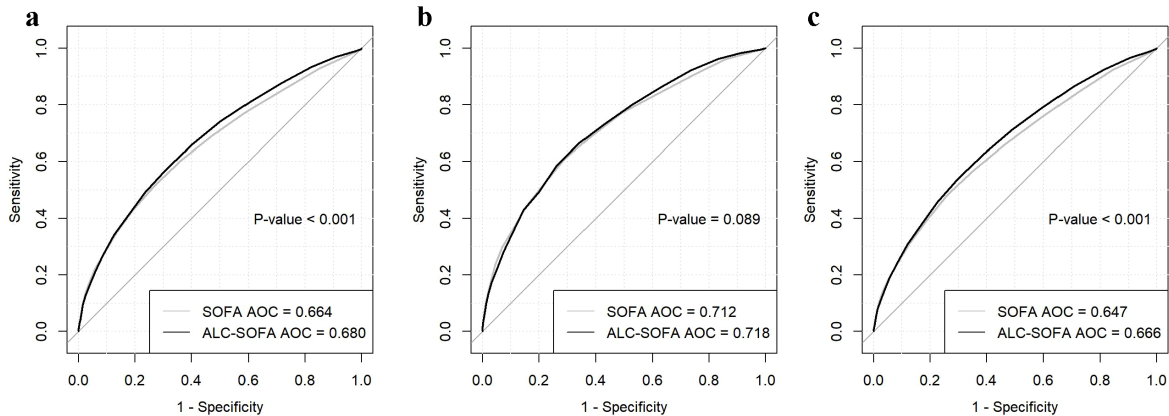 a
1.0
0.8
0.6
0.4
0.2
0.0
Sensitivity
P-value < 0.001
SOFA AOC = 0.664
ALC-SOFA AOC = 0.680
0.0 0.2 0.4 0.6 0.8 1.0
1 - Specificity
b
1.0
0.8
0.6
0.4
0.2
0.0
Sensitivity
P-value = 0.089
SOFA AOC = 0.712
ALC-SOFA AOC = 0.718
0.0 0.2 0.4 0.6 0.8 1.0
1 - Specificity
c
1.0
0.8
0.6
0.4
0.2
0.0
Sensitivity
P-value < 0.001
SOFA AOC = 0.647
ALC-SOFA AOC = 0.666
0.0 0.2 0.4 0.6 0.8 1.0
1 - Specificity